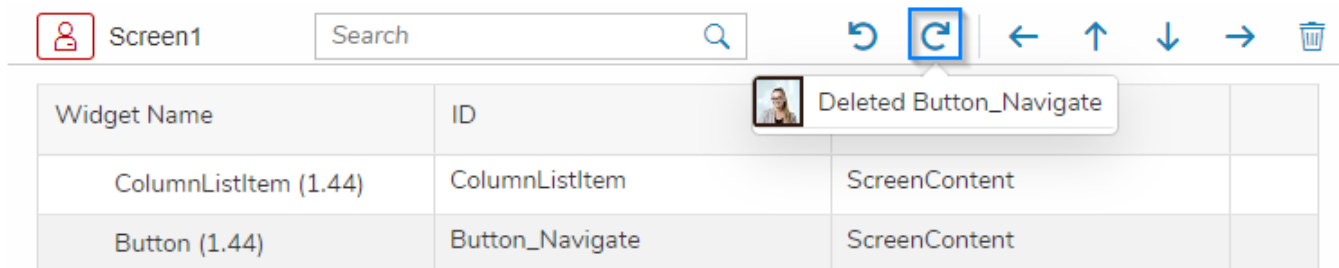 Screen1 Search
Deleted Button_Navigate
Widget Name ID
ColumnListItem (1.44) ColumnListItem ScreenContent
Button (1.44) Button_Navigate ScreenContent